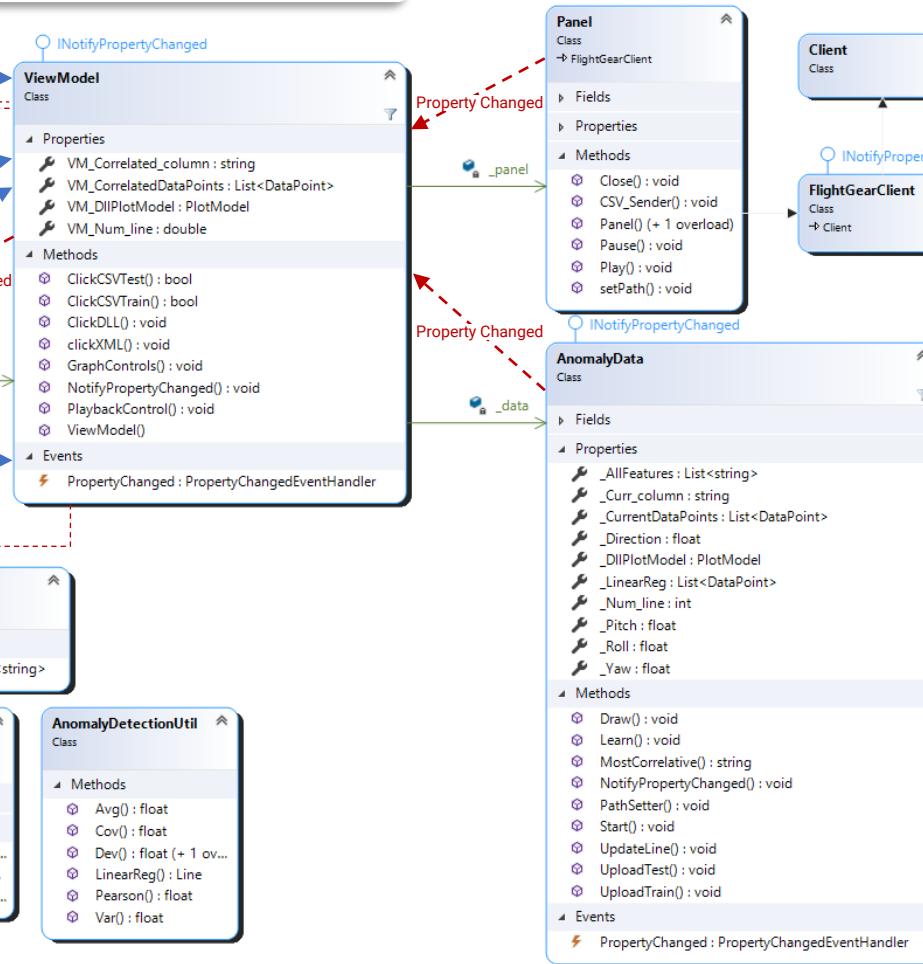 INotifyPropertyChanged
ViewModel
Class
Properties
VM_Correlated_column : string
VM_CorrelatedDataPoints : List<DataPoint>
VM_DllPlotModel : PlotModel
VM_Num_line : double
Methods
ClickCSVTest() : bool
ClickCSVTrain() : bool
ClickDLL() : void
clickXML() : void
GraphControls() : void
NotifyPropertyChanged() : void
PlaybackControl() : void
ViewModel()
Events
PropertyChanged : PropertyChangedEventHandler
ed
Property Changed
_panel
Property Changed
_data
Panel
Class
FlightGearClient
Fields
Properties
Methods
Close() : void
CSV_Sender() : void
Panel() (+ 1 overload)
Pause() : void
Play() : void
setPath() : void
Client
Class
INotifyProper
FlightGearClient
Class
Client
INotifyPropertyChanged
AnomalyData
Class
Fields
Properties
_AllFeatures : List<string>
_Curr_column : string
_CurrentDataPoints : List<DataPoint>
_Direction : float
_DllPlotModel : PlotModel
_LinearReg : List<DataPoint>
_Num_line : int
_Pitch : float
_Roll : float
_Yaw : float
Methods
Draw() : void
Learn() : void
MostCorrelative() : string
NotifyPropertyChanged() : void
PathSetter() : void
Start() : void
UpdateLine() : void
UploadTest() : void
UploadTrain() : void
Events
PropertyChanged : PropertyChangedEventHandler
string>
...
...
AnomalyDetectionUtil
Class
Methods
Avg() : float
Cov() : float
Dev() : float (+ 1 ov...
LinearReg() : Line
Pearson() : float
Var() : float